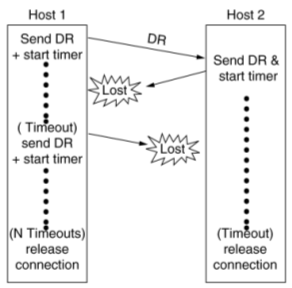 Host 1
Host 2
Send DR
+ start timer
DR
Send DR &
start timer
Lost
( Timeout)
send DR
+ start timer
Lost
(N Timeouts)
release
connection
(Timeout)
release
connection